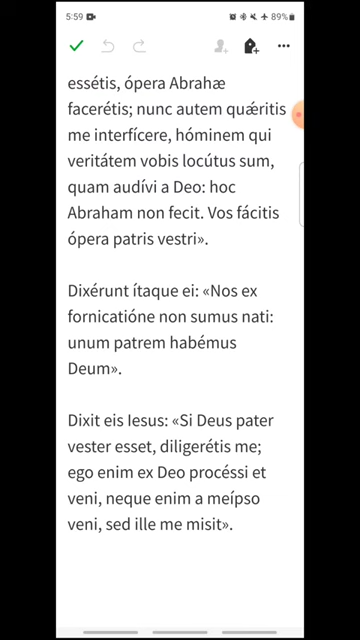 5:59
89%
essétis, ópera Abrahæ
facerétis; nunc autem quǽritis
me interfícere, hóminem qui
veritátem vobis locútus sum,
quam audívi a Deo: hoc
Abraham non fecit. Vos fácitis
ópera patris vestri».
Dixérunt ítaque ei: «Nos ex
fornicatióne non sumus nati:
unum patrem habémus
Deum».
Dixit eis Iesus: «Si Deus pater
vester esset, diligerétis me;
ego enim ex Deo procéssi et
veni, neque enim a meípso
veni, sed ille me misit».